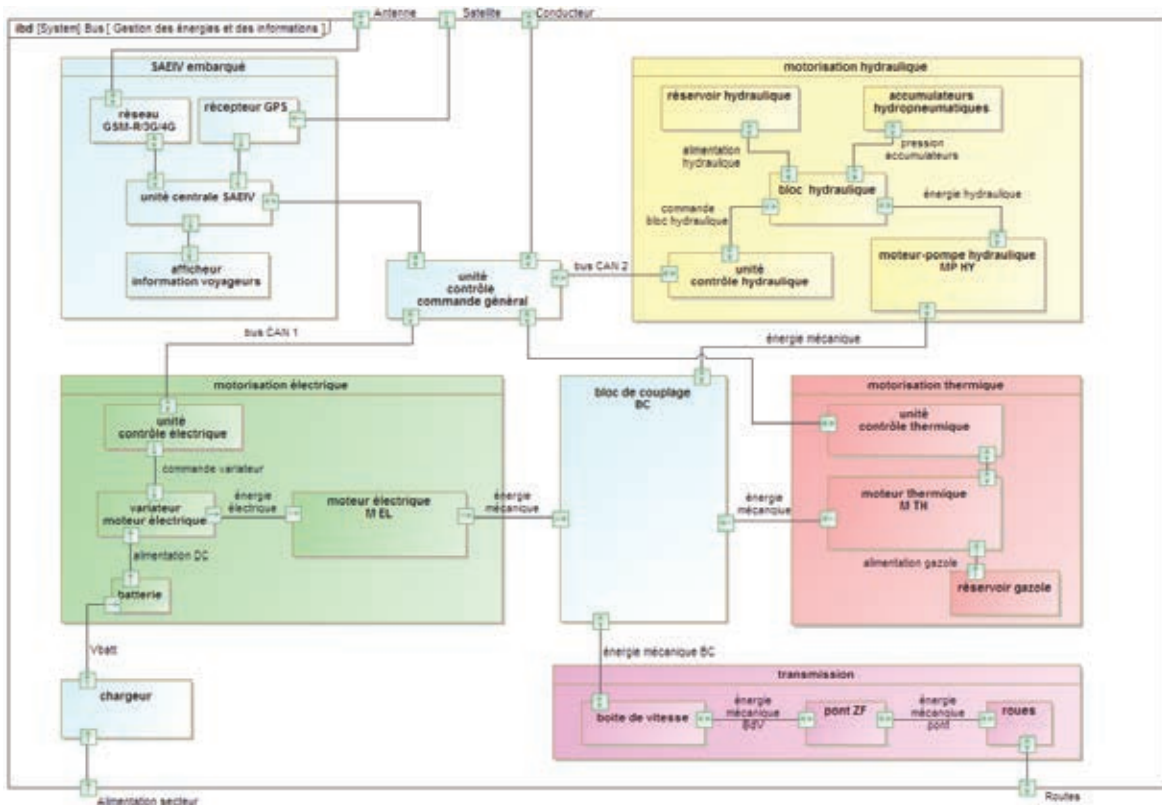 Antenne
Satellite
Conducteur
ibd [System] Bus [ Gestion des énergies et des informations ]
SAEIV embarqué
réseau
GSM-R/3G/4G
récepteur GPS
unité centrale SAEIV
afficheur
information voyageurs
motorisation hydraulique
réservoir hydraulique
accumulateurs
hydropneumatiques
alimentation
hydraulique
pression
accumulateurs
bloc hydraulique
énergie hydraulique
commande
bloc hydraulique
unité
contrôle hydraulique
moteur-pompe hydraulique
MP HY
unité
contrôle
commande général
bus CAN 2
bus CAN 1
énergie mécanique
motorisation électrique
unité
contrôle électrique
commande variateur
variateur
moteur électrique
énergie
électrique
moteur électrique
M EL
énergie
mécanique
alimentation DC
batterie
bloc de couplage
BC
énergie
mécanique
motorisation thermique
unité
contrôle thermique
moteur thermique
M TH
alimentation gazole
réservoir gazole
Vbatt
chargeur
énergie mécanique BC
transmission
boite de vitesse
énergie
mécanique
BdV
pont ZF
énergie
mécanique
pont
roues
Alimentation secteur
Routes